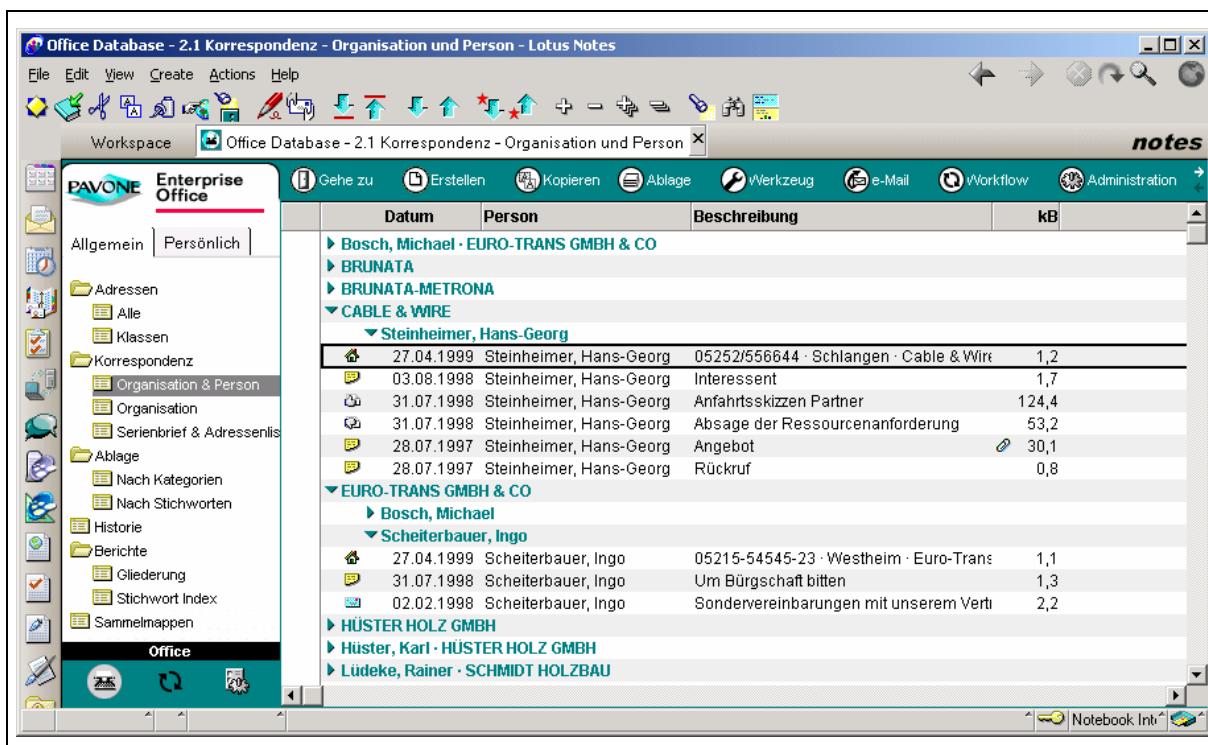 Office Database - 2.1 Korrespondenz - Organisation und Person - Lotus Notes
File Edit View Create Actions Help
Workspace Office Database - 2.1 Korrespondenz - Organisation und Person notes
PAVONE Enterprise Office
Gehe zu Erstellen Kopieren Ablage Werkzeug e-Mail Workflow Administration
Allgemein Persönlich
Adressen
Alle
Klassen
Korrespondenz
Organisation & Person
Organisation
Serienbrief & Adressenlis
Ablage
Nach Kategorien
Nach Stichworten
Historie
Berichte
Gliederung
Stichwort Index
Sammelmappen
Office
Datum Person Beschreibung kB
Bosch, Michael · EURO-TRANS GMBH & CO
BRUNATA
BRUNATA-METRONA
CABLE & WIRE
Steinheimer, Hans-Georg
27.04.1999 Steinheimer, Hans-Georg 05252/556644 · Schlangen · Cable & Wire 1,2
03.08.1998 Steinheimer, Hans-Georg Interessent 1,7
31.07.1998 Steinheimer, Hans-Georg Anfahrtsskizzen Partner 124,4
31.07.1998 Steinheimer, Hans-Georg Absage der Ressourcenanforderung 53,2
28.07.1997 Steinheimer, Hans-Georg Angebot 30,1
28.07.1997 Steinheimer, Hans-Georg Rückruf 0,8
EURO-TRANS GMBH & CO
Bosch, Michael
Scheiterbauer, Ingo
27.04.1999 Scheiterbauer, Ingo 05215-54545-23 · Westheim · Euro-Trans 1,1
31.07.1998 Scheiterbauer, Ingo Um Bürgschaft bitten 1,3
02.02.1998 Scheiterbauer, Ingo Sondervereinbarungen mit unserem Vertr 2,2
HÜSTER HOLZ GMBH
Hüster, Karl · HÜSTER HOLZ GMBH
Lüdeke, Rainer · SCHMIDT HOLZBAU
Notebook Int